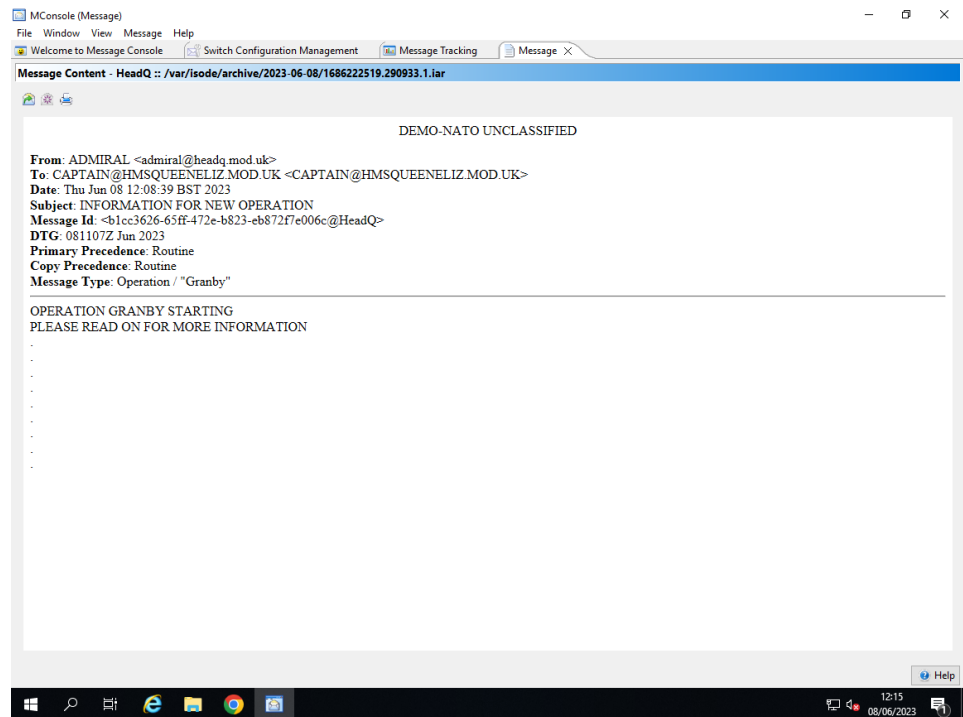 MConsole (Message)
File Window View Message Help
Welcome to Message Console Switch Configuration Management Message Tracking Message
Message Content - HeadQ :: /var/isode/archive/2023-06-08/1686222519.290933.1.iar
DEMO-NATO UNCLASSIFIED
From: ADMIRAL <admiral@headq.mod.uk>
To: CAPTAIN@HMSQUEENELIZ.MOD.UK <CAPTAIN@HMSQUEENELIZ.MOD.UK>
Date: Thu Jun 08 12:08:39 BST 2023
Subject: INFORMATION FOR NEW OPERATION
Message Id: <b1cc3626-65ff-472e-b823-eb872f7e006c@HeadQ>
DTG: 081107Z Jun 2023
Primary Precedence: Routine
Copy Precedence: Routine
Message Type: Operation / "Granby"
OPERATION GRANBY STARTING
PLEASE READ ON FOR MORE INFORMATION
.
.
.
.
.
.
.
.
.
Help
12:15
08/06/2023
1